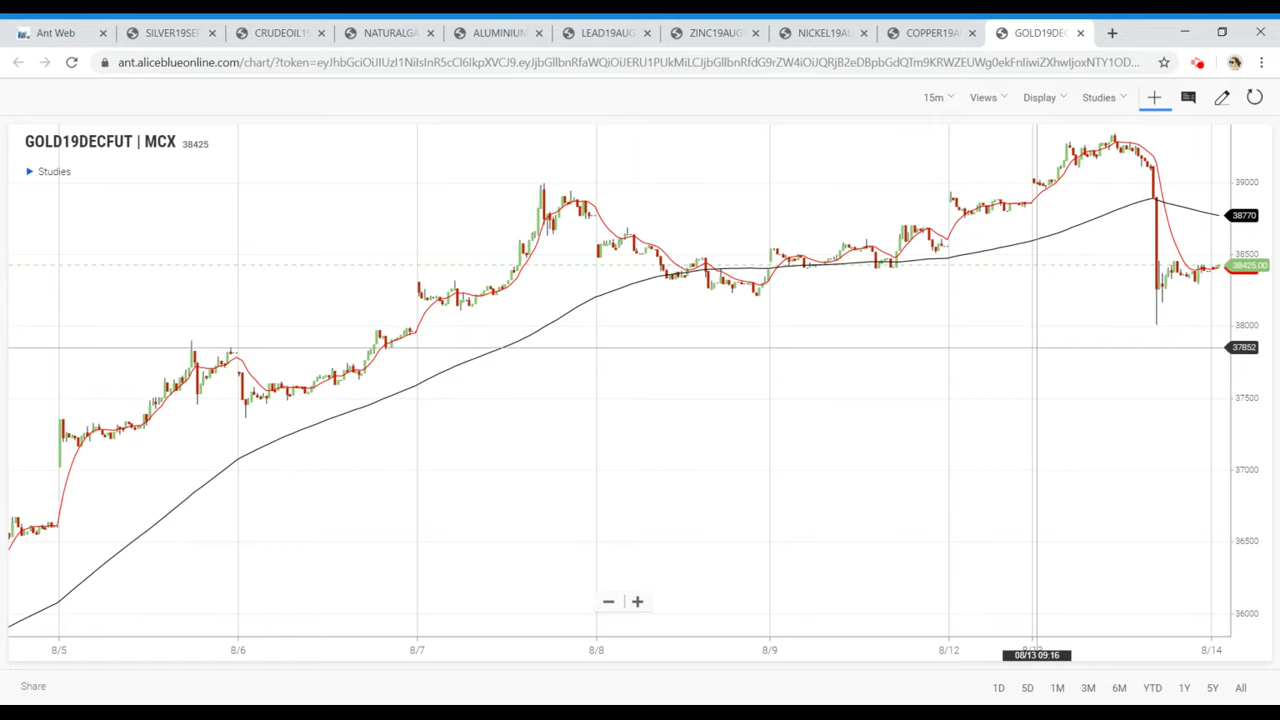 Ant Web SILVER19SEP CRUDEOIL19 NATURALGA ALUMINIUM LEAD19AUG ZINC19AUG NICKEL19AU COPPER19A GOLD19DEC
15m Views Display Studies
GOLD19DECFUT | MCX 38425
Studies
39000
38770
38500
38425.00
38000
37852
37500
37000
36500
36000
8/5 8/6 8/7 8/8 8/9 8/12 8/14
08/13 09:16
Share 1D 5D 1M 3M 6M YTD 1Y 5Y All